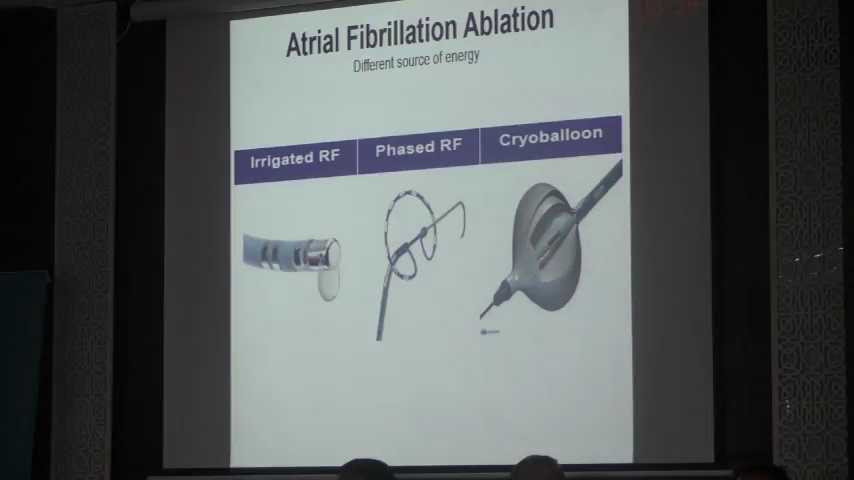 Atrial Fibrillation Ablation
Different source of energy
Irrigated RF
Phased RF
Cryoballoon